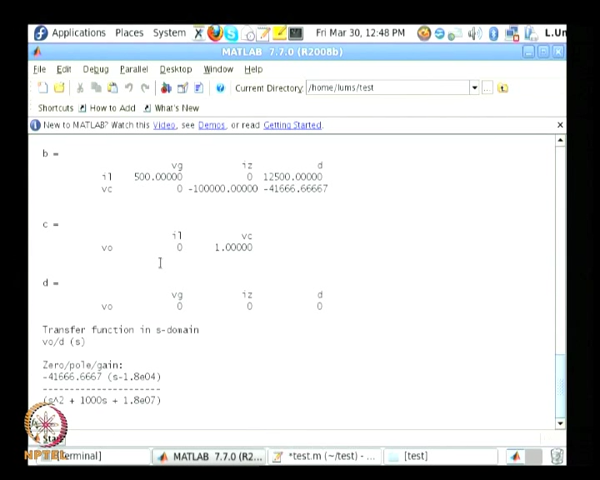 Applications Places System Fri Mar 30, 12:48 PM L.Un
MATLAB 7.7.0 (R2008b)
File Edit Debug Parallel Desktop Window Help
Current Directory: /home/lums/test
Shortcuts How to Add What's New
New to MATLAB? Watch this Video, see Demos, or read Getting Started.
b =
vg iz d
il 500.00000 0 12500.00000
vc 0 -100000.00000 -41666.66667
c =
il vc
vo 0 1.00000
d =
vg iz d
vo 0 0 0
Transfer function in s-domain
vo/d (s)
Zero/pole/gain:
-41666.6667 (s-1.8e04)
---------------------
(s^2 + 1000s + 1.8e07)
Start
NPTEL
Terminal] MATLAB 7.7.0 (R2... *test.m (~/test) - ... [test]